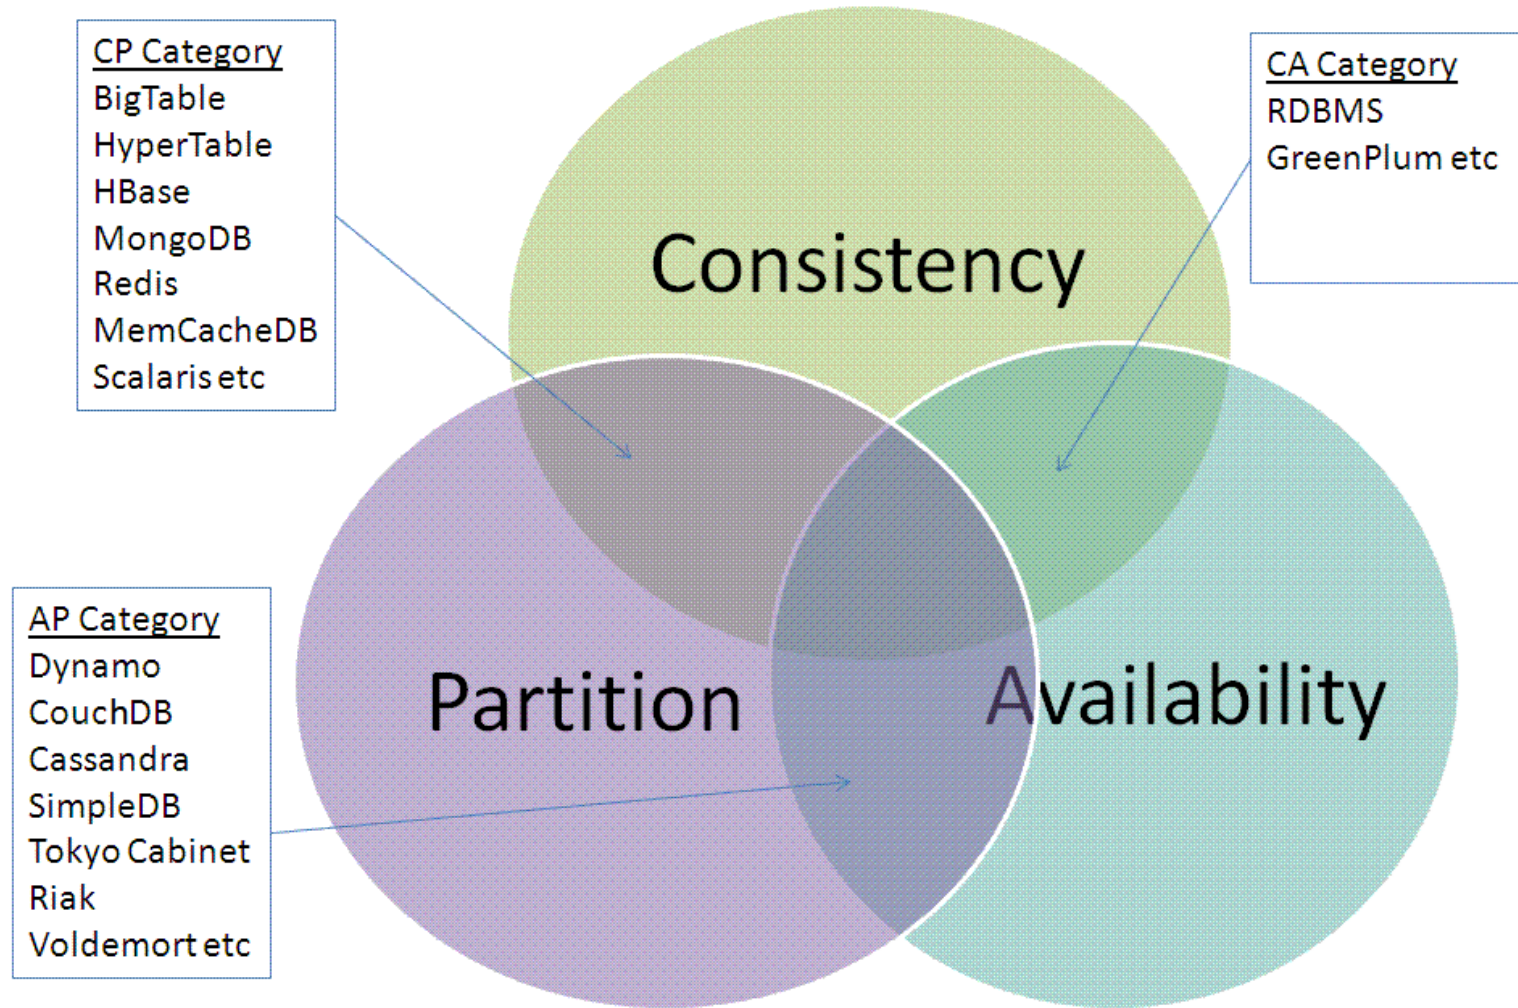 CP Category
BigTable
HyperTable
HBase
MongoDB
Redis
MemCacheDB
Scalaris etc
CA Category
RDBMS
GreenPlum etc
Consistency
Partition
Availability
AP Category
Dynamo
CouchDB
Cassandra
SimpleDB
Tokyo Cabinet
Riak
Voldemort etc